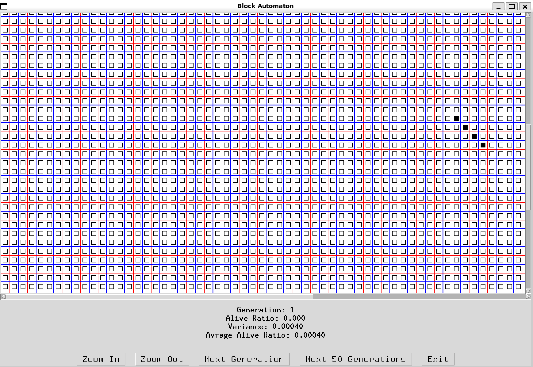 Block Automaton
Generation: 1
Alive Ratio: 0.000
Variance: 0.00040
Avrage Alive Ratio: 0.00040
Zoom In Zoom Out Next Generation Next 50 Generations Exit